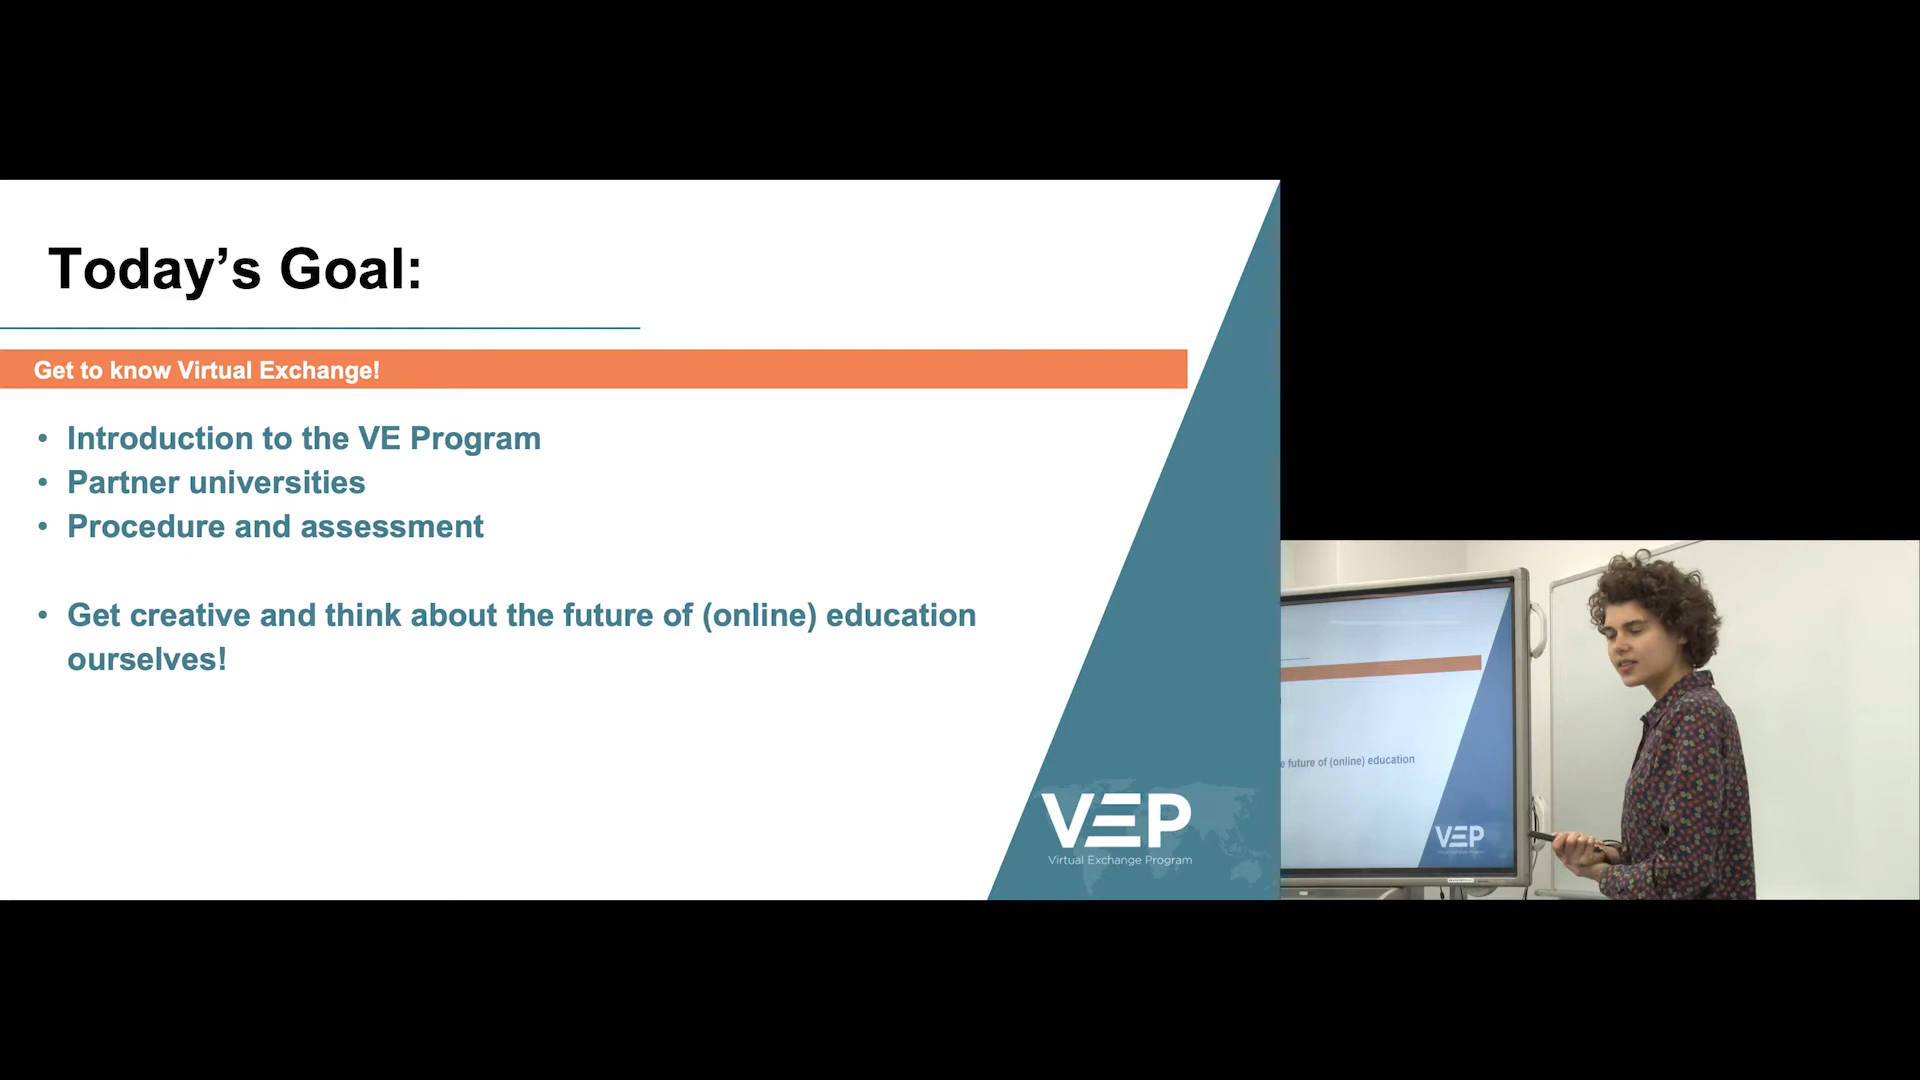 Today’s Goal:
Get to know Virtual Exchange!
• Introduction to the VE Program
• Partner universities
• Procedure and assessment
• Get creative and think about the future of (online) education
ourselves!
VEP
Virtual Exchange Program
future of (online) education
VEP